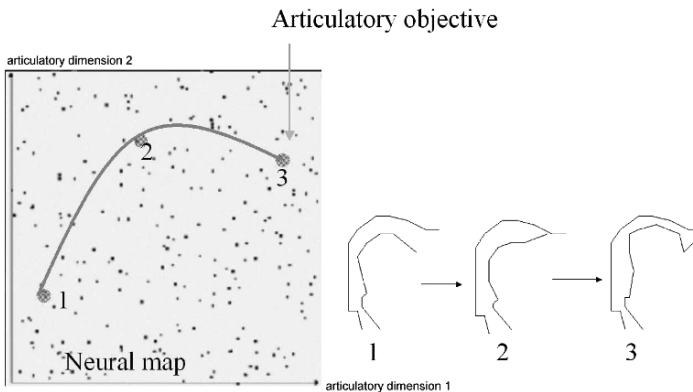 Articulatory objective
articulatory dimension 2
2
3
1
Neural map
articulatory dimension 1
1
2
3